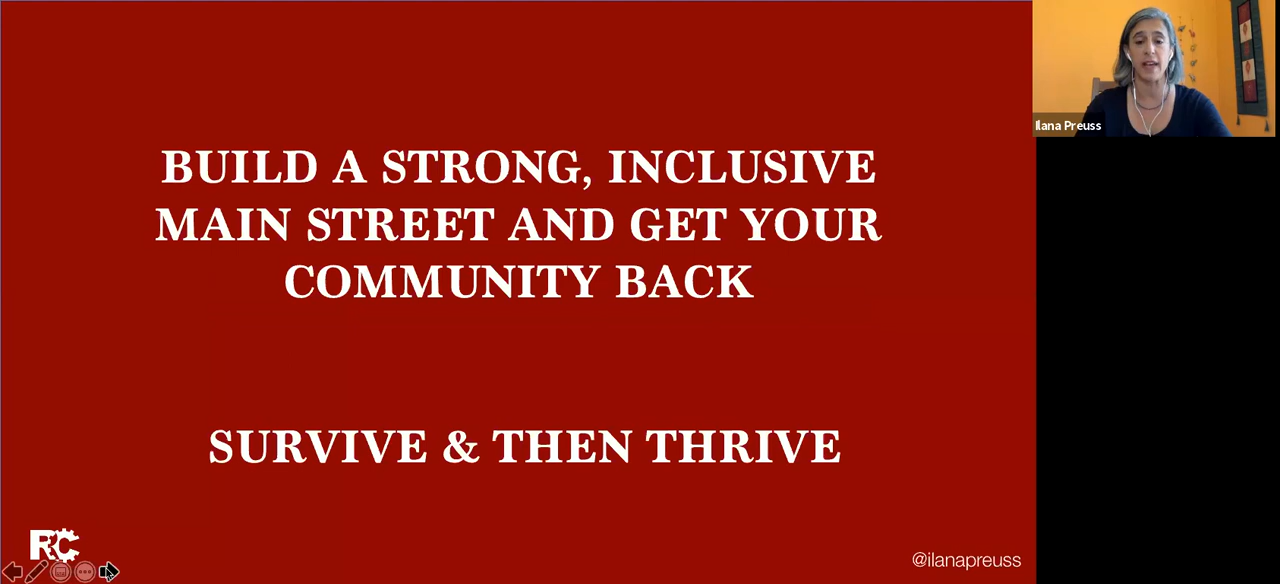 BUILD A STRONG, INCLUSIVE
MAIN STREET AND GET YOUR
COMMUNITY BACK
SURVIVE & THEN THRIVE
RC
@ilanapreuss
Ilana Preuss